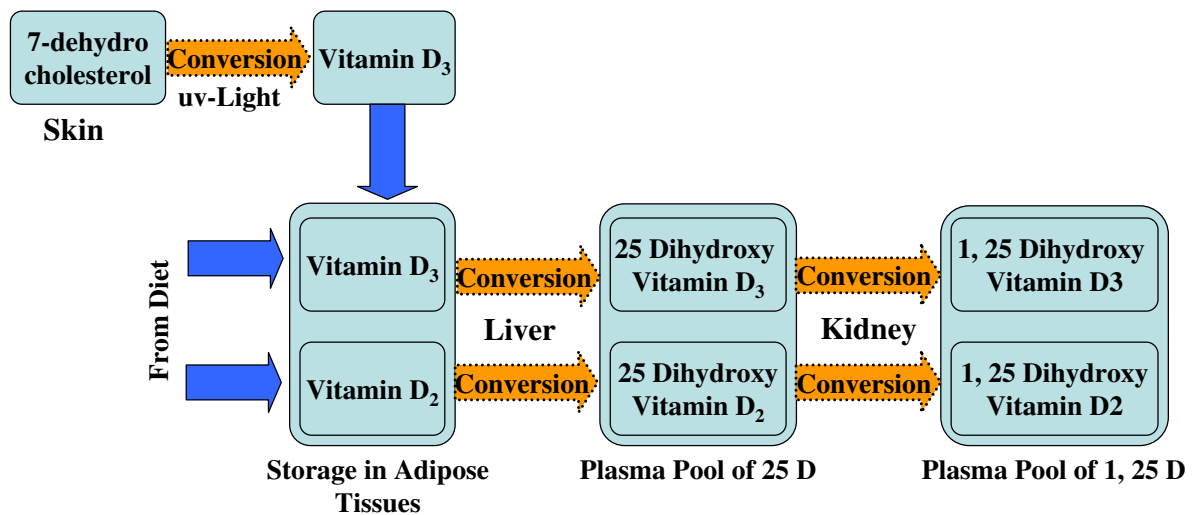 7-dehydro
cholesterol
Conversion
uv-Light
Vitamin D₃
Skin
From Diet
Vitamin D₃
Conversion
25 Dihydroxy
Vitamin D₃
Conversion
1, 25 Dihydroxy
Vitamin D3
Liver
Kidney
Vitamin D₂
Conversion
25 Dihydroxy
Vitamin D₂
Conversion
1, 25 Dihydroxy
Vitamin D2
Storage in Adipose
Tissues
Plasma Pool of 25 D
Plasma Pool of 1, 25 D